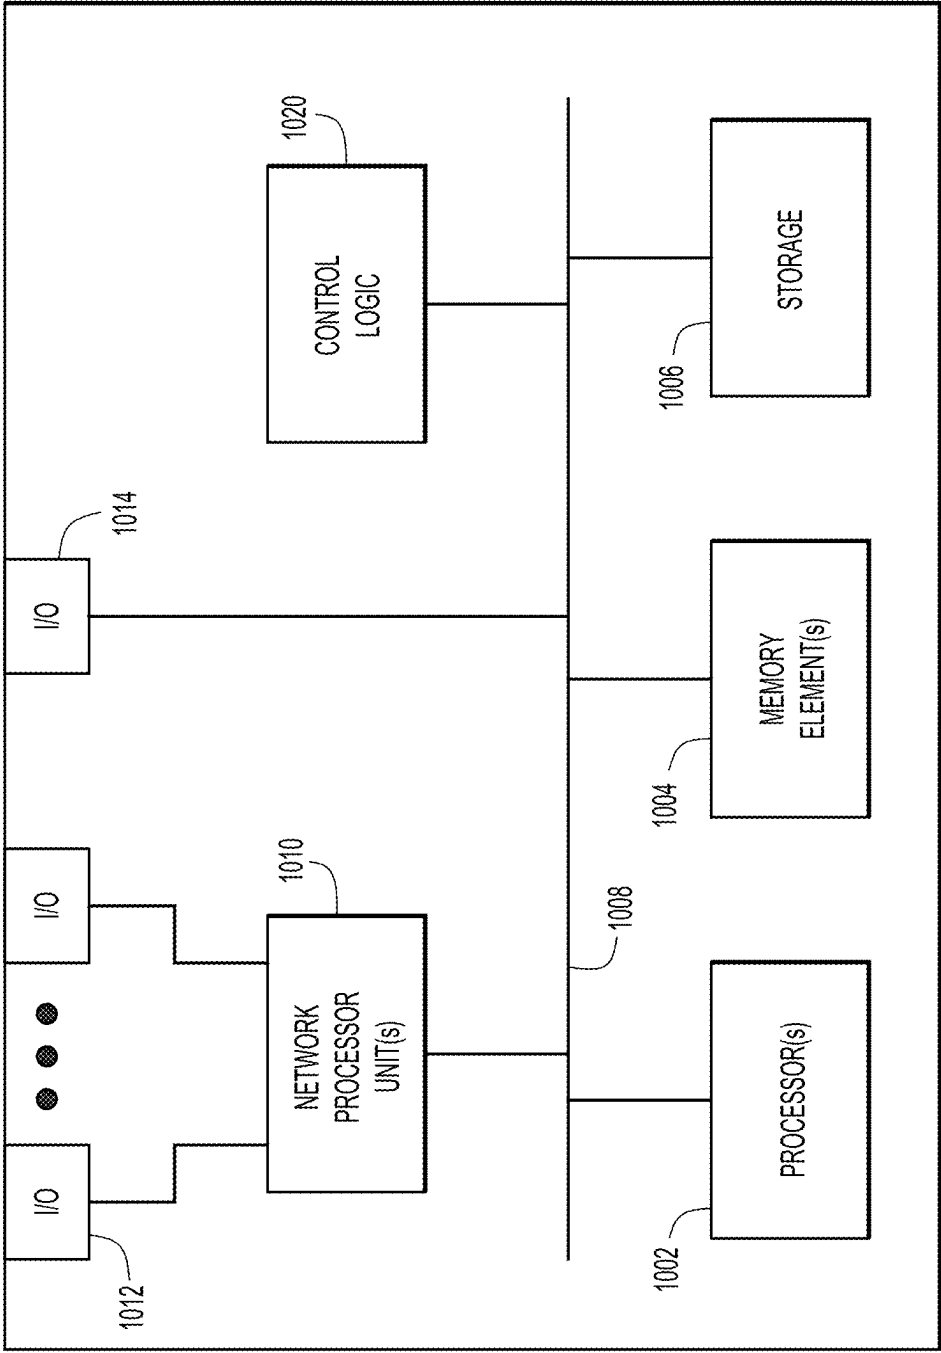 I/O
I/O
I/O
1012
1014
NETWORK
PROCESSOR
UNIT(s)
1010
CONTROL
LOGIC
1020
1008
1002
PROCESSOR(s)
1004
MEMORY
ELEMENT(s)
1006
STORAGE